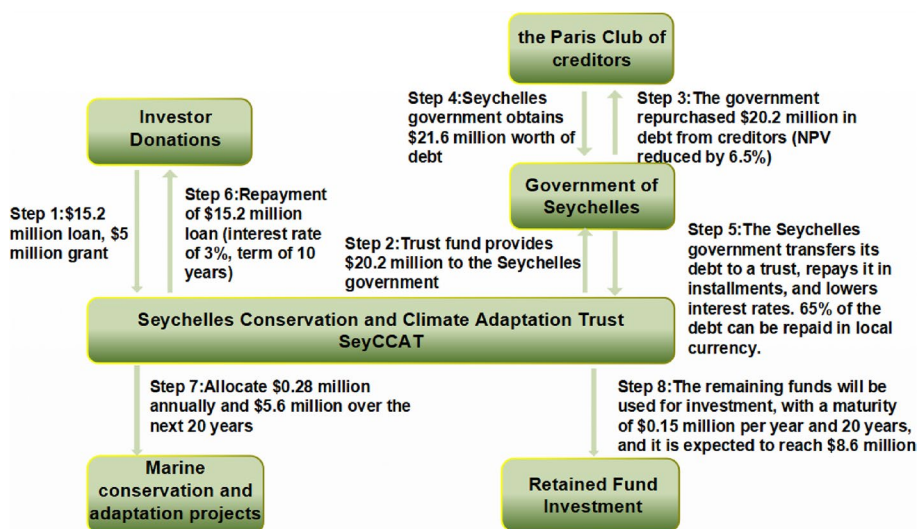 the Paris Club of
creditors
Step 4:Seychelles
government obtains
$21.6 million worth of
debt
Step 3:The government
repurchased $20.2 million in
debt from creditors (NPV
reduced by 6.5%)
Investor
Donations
Government of
Seychelles
Step 1:$15.2
million loan, $5
million grant
Step 6:Repayment
of $15.2 million
loan (interest rate
of 3%, term of 10
years)
Step 2:Trust fund provides
$20.2 million to the Seychelles
government
Step 5:The Seychelles
government transfers its
debt to a trust, repays it in
installments, and lowers
interest rates. 65% of the
debt can be repaid in local
currency.
Seychelles Conservation and Climate Adaptation Trust
SeyCCAT
Step 7:Allocate $0.28 million
annually and $5.6 million over the
next 20 years
Step 8:The remaining funds will be
used for investment, with a maturity
of $0.15 million per year and 20 years,
and it is expected to reach $8.6 million
Marine
conservation and
adaptation projects
Retained Fund
Investment